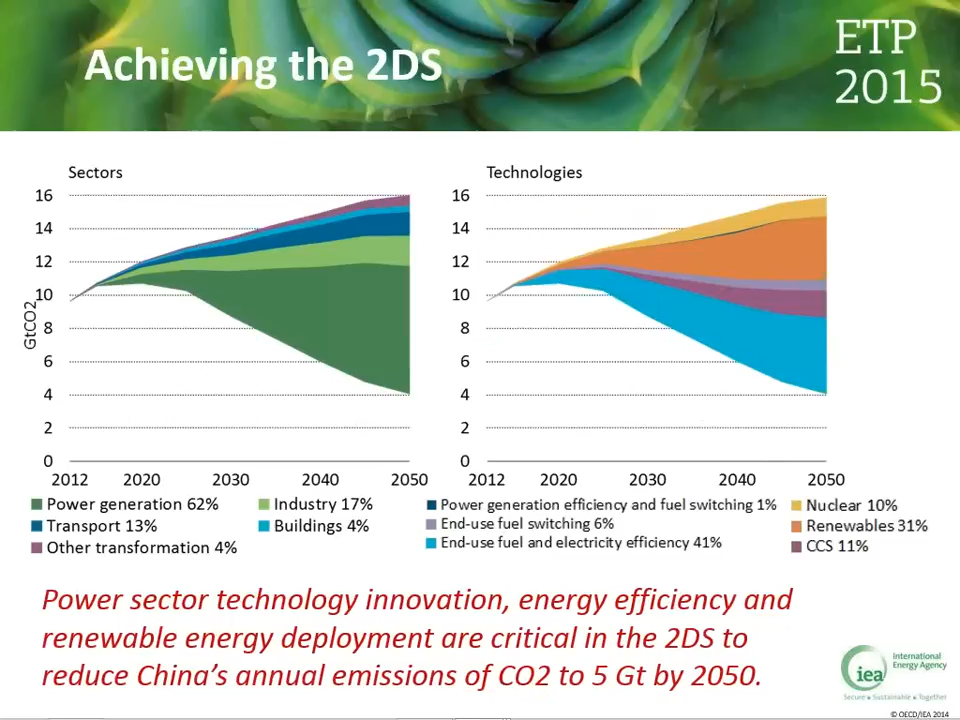 Achieving the 2DS
ETP
2015
Sectors
16
14
12
10
8
6
4
2
0
GtCO2
2012 2020 2030 2040 2050
Power generation 62%
Industry 17%
Transport 13%
Buildings 4%
Other transformation 4%
Technologies
16
14
12
10
8
6
4
2
0
2012 2020 2030 2040 2050
Power generation efficiency and fuel switching 1%
End-use fuel switching 6%
End-use fuel and electricity efficiency 41%
Nuclear 10%
Renewables 31%
CCS 11%
Power sector technology innovation, energy efficiency and
renewable energy deployment are critical in the 2DS to
reduce China’s annual emissions of CO2 to 5 Gt by 2050.
iea
International
Energy Agency
Secure • Sustainable • Together
© OECD/IEA 2014